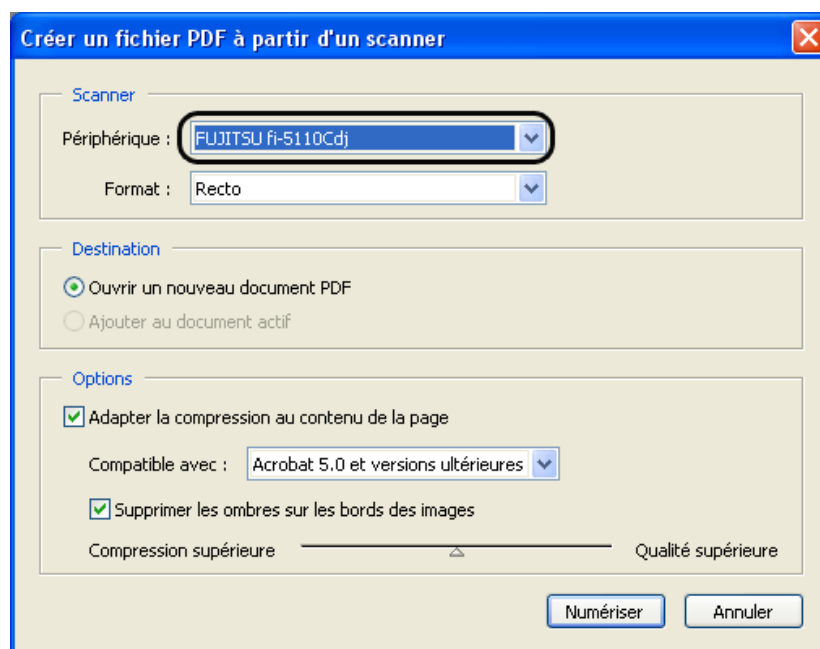 Créer un fichier PDF à partir d'un scanner
Scanner
Périphérique : FUJITSU fi-5110Cdj
Format : Recto
Destination
Ouvrir un nouveau document PDF
Ajouter au document actif
Options
Adapter la compression au contenu de la page
Compatible avec : Acrobat 5.0 et versions ultérieures
Supprimer les ombres sur les bords des images
Compression supérieure Qualité supérieure
Numériser Annuler